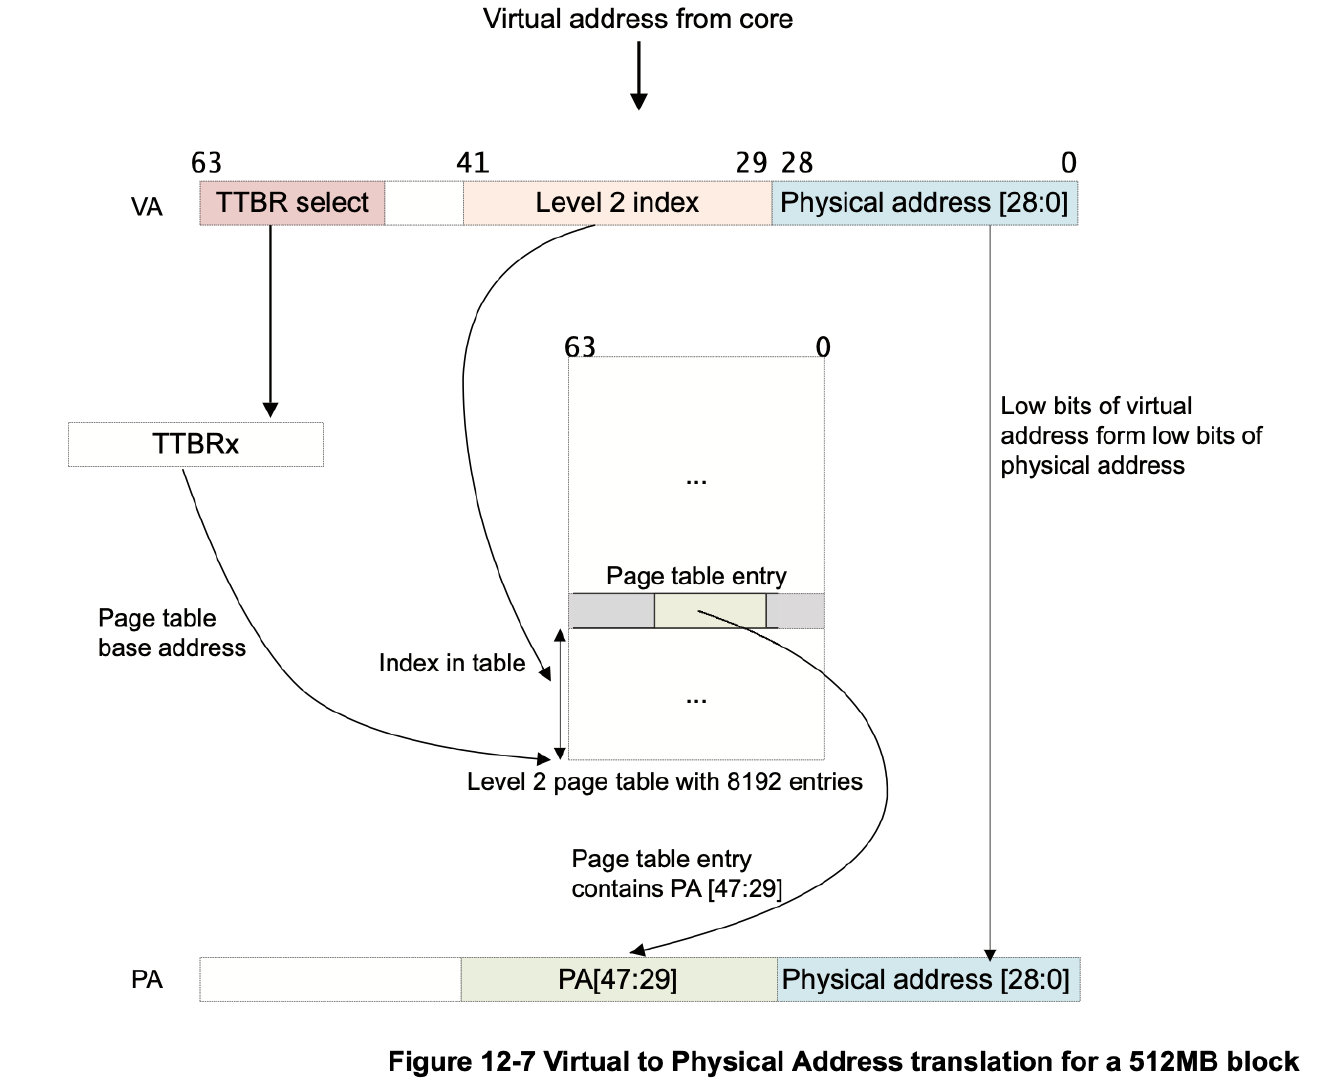 Virtual address from core
63 41 29 28 0
VA TTBR select Level 2 index Physical address [28:0]
63 0
Low bits of virtual
address form low bits of
physical address
TTBRx
...
Page table entry
Page table
base address
Index in table
...
Level 2 page table with 8192 entries
Page table entry
contains PA [47:29]
PA PA[47:29] Physical address [28:0]
Figure 12-7 Virtual to Physical Address translation for a 512MB block